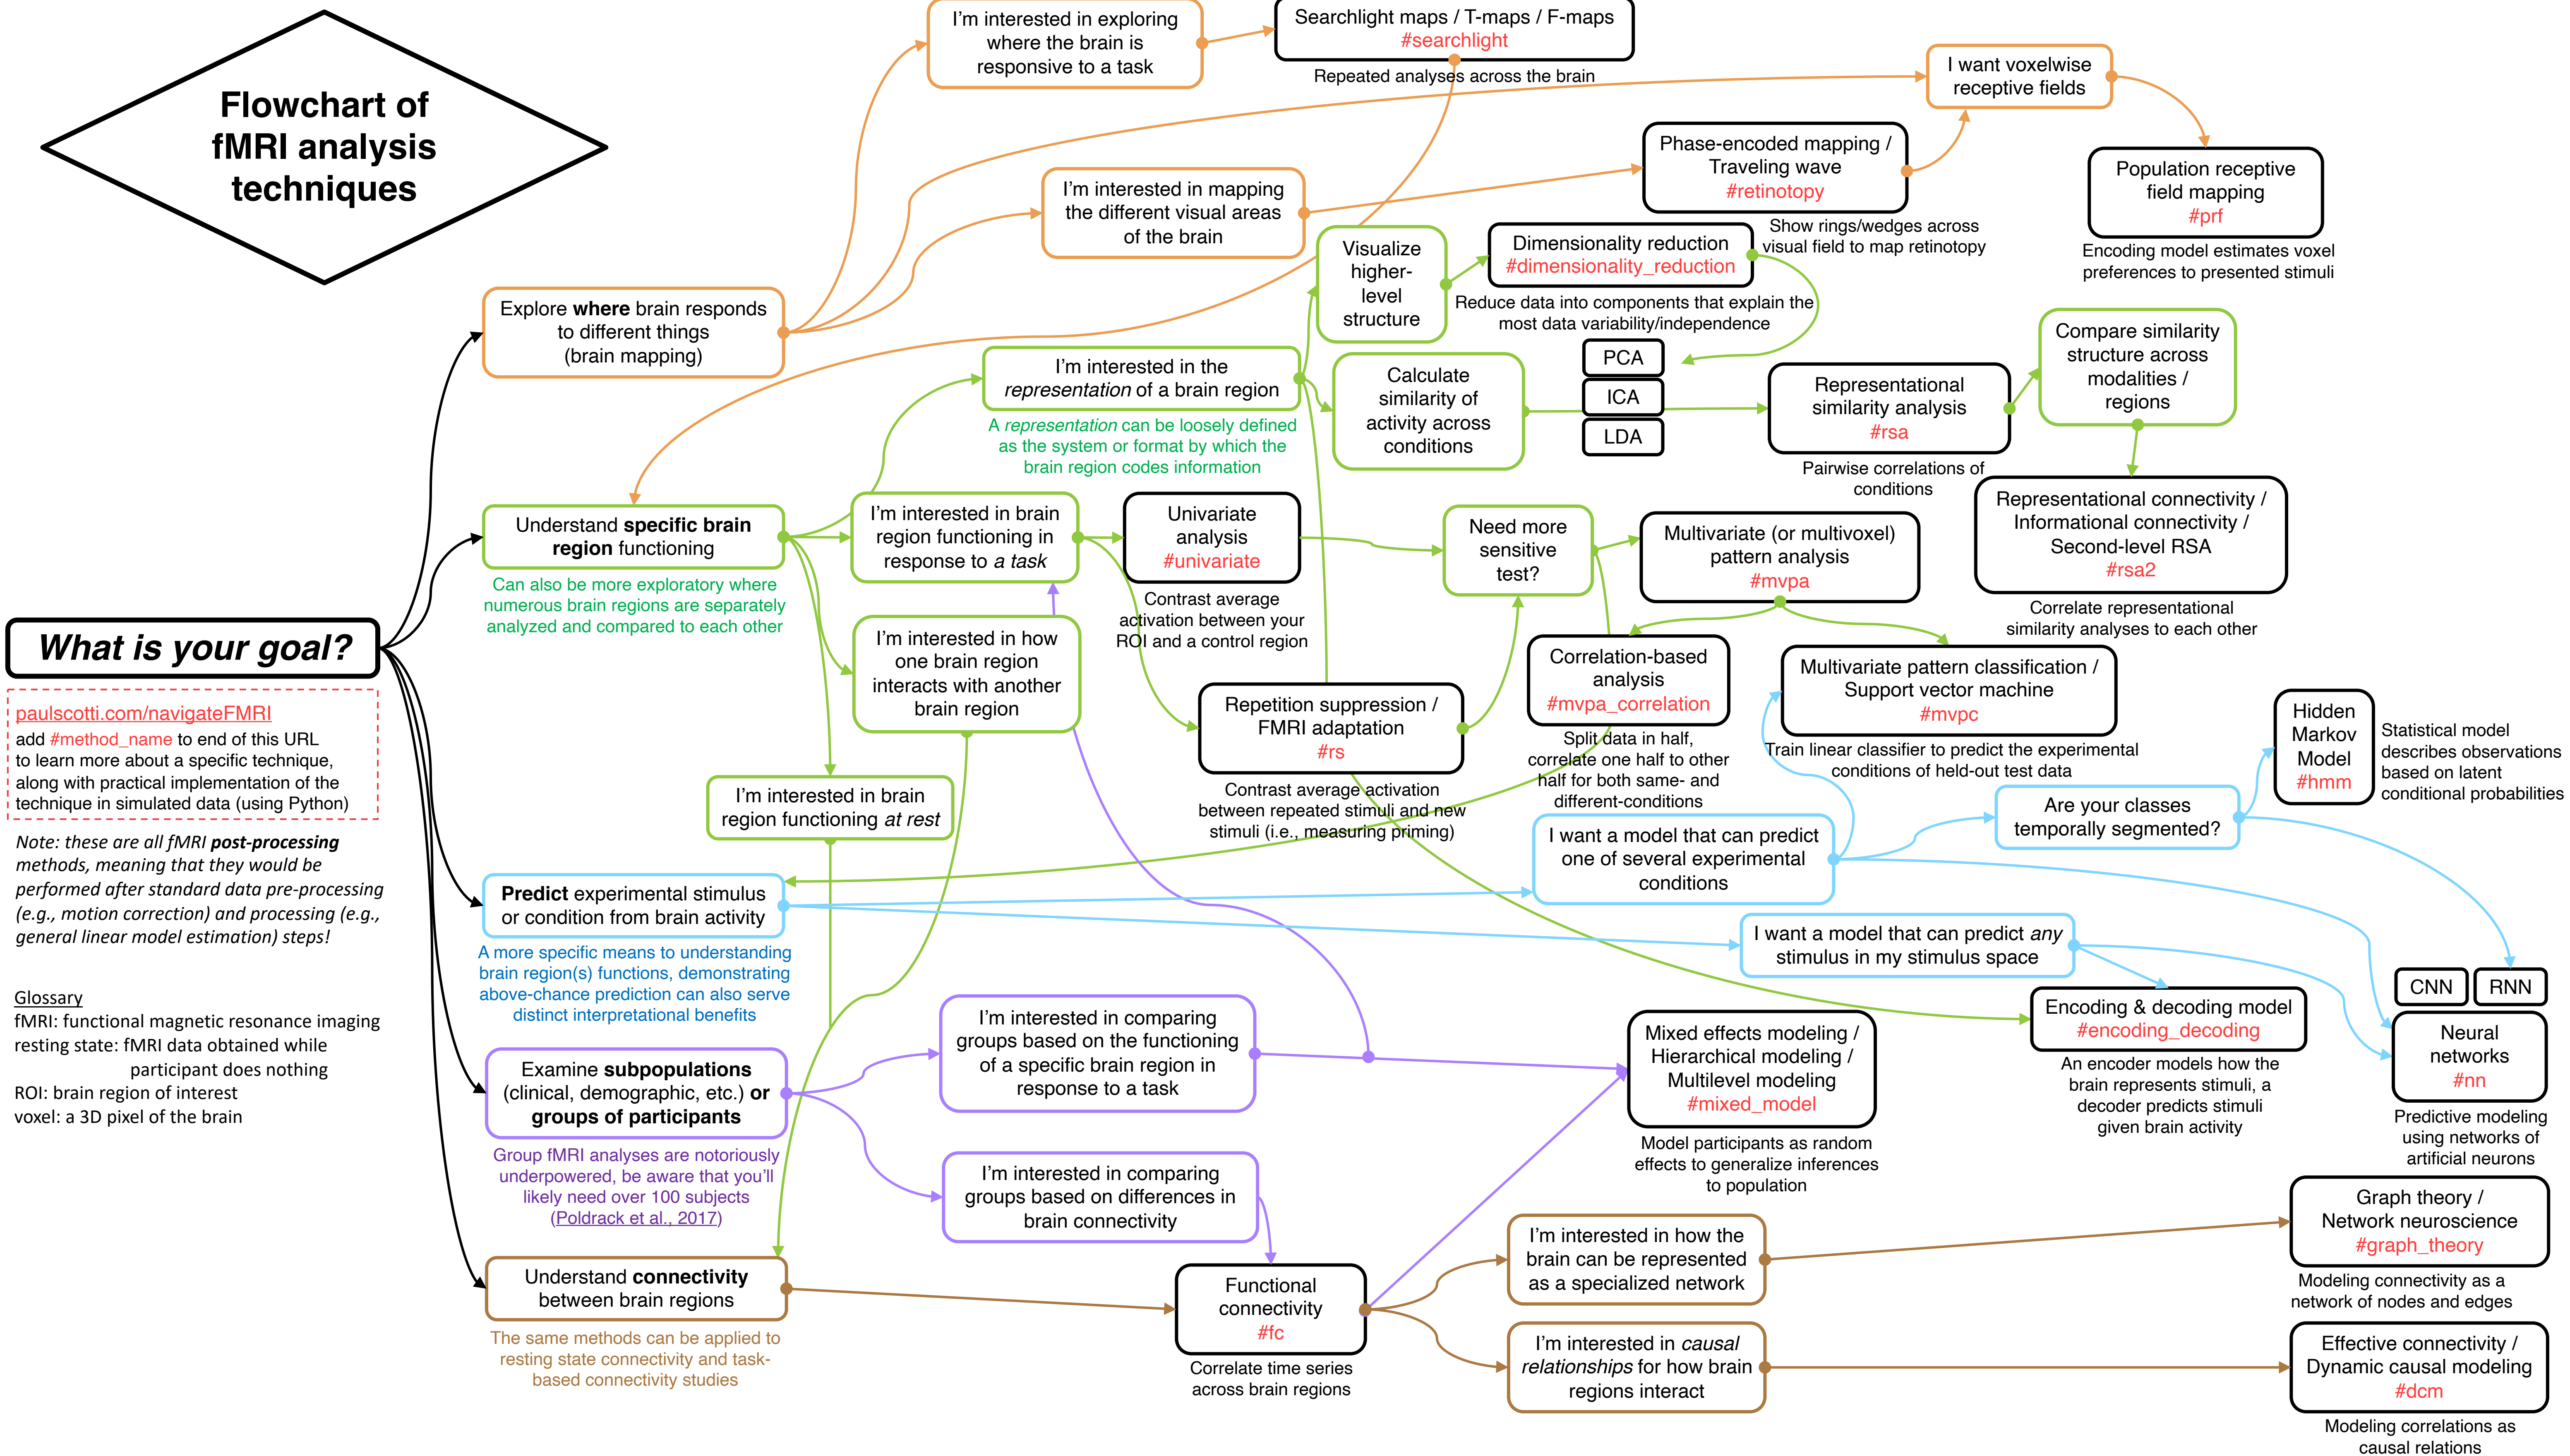 Flowchart of
fMRI analysis
techniques
What is your goal?
paulscotti.com/navigateFMRI
add #method_name to end of this URL
to learn more about a specific technique,
along with practical implementation of the
technique in simulated data (using Python)
Note: these are all fMRI post-processing
methods, meaning that they would be
performed after standard data pre-processing
(e.g., motion correction) and processing (e.g.,
general linear model estimation) steps!
Glossary
fMRI: functional magnetic resonance imaging
resting state: fMRI data obtained while
participant does nothing
ROI: brain region of interest
voxel: a 3D pixel of the brain
Explore where brain responds
to different things
(brain mapping)
I'm interested in exploring
where the brain is
responsive to a task
Searchlight maps / T-maps / F-maps
#searchlight
Repeated analyses across the brain
I'm interested in mapping
the different visual areas
of the brain
Phase-encoded mapping /
Traveling wave
#retinotopy
Show rings/wedges across
visual field to map retinotopy
I want voxelwise
receptive fields
Population receptive
field mapping
#prf
Encoding model estimates voxel
preferences to presented stimuli
Understand specific brain
region functioning
Can also be more exploratory where
numerous brain regions are separately
analyzed and compared to each other
I'm interested in the
representation of a brain region
A representation can be loosely defined
as the system or format by which the
brain region codes information
Visualize
higher-
level
structure
Dimensionality reduction
#dimensionality_reduction
Reduce data into components that explain the
most data variability/independence
PCA
ICA
LDA
Calculate
similarity of
activity across
conditions
Representational
similarity analysis
#rsa
Pairwise correlations of
conditions
Compare similarity
structure across
modalities /
regions
Representational connectivity /
Informational connectivity /
Second-level RSA
#rsa2
Correlate representational
similarity analyses to each other
I'm interested in brain
region functioning in
response to a task
Univariate
analysis
#univariate
Contrast average
activation between your
ROI and a control region
Need more
sensitive
test?
Multivariate (or multivoxel)
pattern analysis
#mvpa
I'm interested in how
one brain region
interacts with another
brain region
Repetition suppression /
FMRI adaptation
#rs
Contrast average activation
between repeated stimuli and new
stimuli (i.e., measuring priming)
Correlation-based
analysis
#mvpa_correlation
Split data in half,
correlate one half to other
half for both same- and
different-conditions
Multivariate pattern classification /
Support vector machine
#mvpc
Train linear classifier to predict the experimental
conditions of held-out test data
Hidden
Markov
Model
#hmm
Statistical model
describes observations
based on latent
conditional probabilities
I'm interested in brain
region functioning at rest
Predict experimental stimulus
or condition from brain activity
A more specific means to understanding
brain region(s) functions, demonstrating
above-chance prediction can also serve
distinct interpretational benefits
I want a model that can predict
one of several experimental
conditions
Are your classes
temporally segmented?
I want a model that can predict any
stimulus in my stimulus space
Encoding & decoding model
#encoding_decoding
An encoder models how the
brain represents stimuli, a
decoder predicts stimuli
given brain activity
CNN
RNN
Neural
networks
#nn
Predictive modeling
using networks of
artificial neurons
Examine subpopulations
(clinical, demographic, etc.) or
groups of participants
Group fMRI analyses are notoriously
underpowered, be aware that you'll
likely need over 100 subjects
(Poldrack et al., 2017)
I'm interested in comparing
groups based on the functioning
of a specific brain region in
response to a task
Mixed effects modeling /
Hierarchical modeling /
Multilevel modeling
#mixed_model
Model participants as random
effects to generalize inferences
to population
I'm interested in comparing
groups based on differences in
brain connectivity
Understand connectivity
between brain regions
The same methods can be applied to
resting state connectivity and task-
based connectivity studies
Functional
connectivity
#fc
Correlate time series
across brain regions
I'm interested in how the
brain can be represented
as a specialized network
Graph theory /
Network neuroscience
#graph_theory
Modeling connectivity as a
network of nodes and edges
I'm interested in causal
relationships for how brain
regions interact
Effective connectivity /
Dynamic causal modeling
#dcm
Modeling correlations as
causal relations